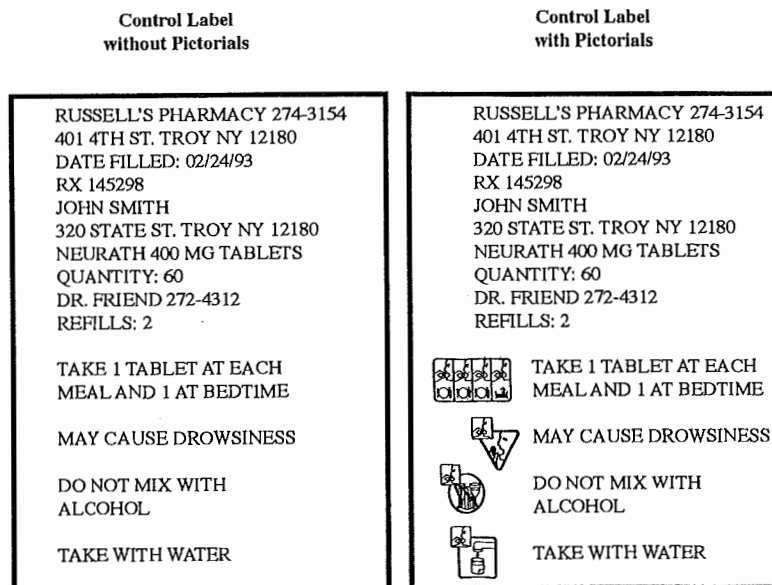 Control Label
without Pictorials
RUSSELL'S PHARMACY 274-3154
401 4TH ST. TROY NY 12180
DATE FILLED: 02/24/93
RX 145298
JOHN SMITH
320 STATE ST. TROY NY 12180
NEURATH 400 MG TABLETS
QUANTITY: 60
DR. FRIEND 272-4312
REFILLS: 2
TAKE 1 TABLET AT EACH
MEAL AND 1 AT BEDTIME
MAY CAUSE DROWSINESS
DO NOT MIX WITH
ALCOHOL
TAKE WITH WATER
Control Label
with Pictorials
RUSSELL'S PHARMACY 274-3154
401 4TH ST. TROY NY 12180
DATE FILLED: 02/24/93
RX 145298
JOHN SMITH
320 STATE ST. TROY NY 12180
NEURATH 400 MG TABLETS
QUANTITY: 60
DR. FRIEND 272-4312
REFILLS: 2
TAKE 1 TABLET AT EACH
MEAL AND 1 AT BEDTIME
MAY CAUSE DROWSINESS
DO NOT MIX WITH
ALCOHOL
TAKE WITH WATER